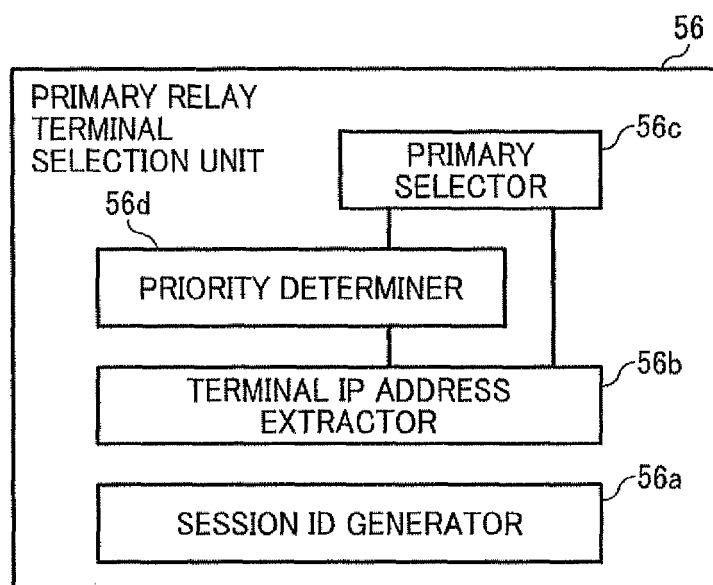 56
PRIMARY RELAY
TERMINAL
SELECTION UNIT
56c
PRIMARY
SELECTOR
56d
PRIORITY DETERMINER
56b
TERMINAL IP ADDRESS
EXTRACTOR
56a
SESSION ID GENERATOR